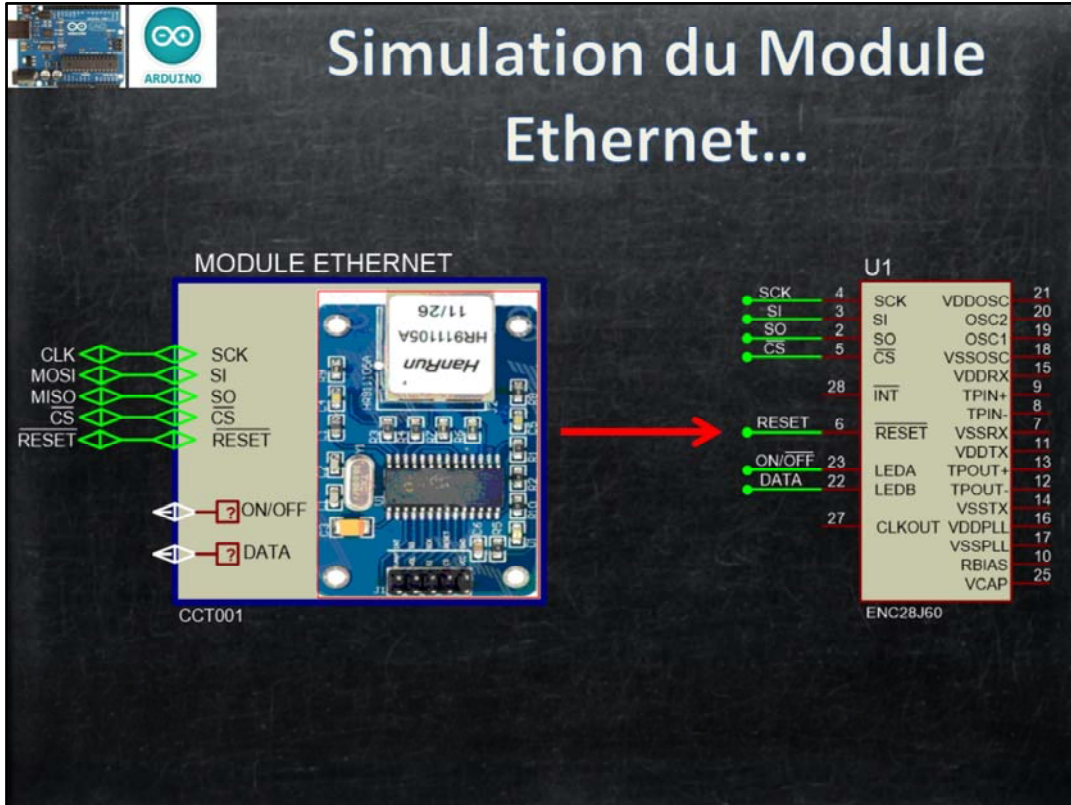 ARDUINO
Simulation du Module
Ethernet...
MODULE ETHERNET
CLK
MOSI
MISO
CS
RESET
SCK
SI
SO
CS
RESET
? ON/OFF
? DATA
CCT001
HanRun
HR911105A
11/26
HR911105A
U1
SCK 4
SI 3
SO 2
CS 5
28
RESET 6
ON/OFF 23
DATA 22
27
SCK
SI
SO
CS
INT
RESET
LEDA
LEDB
CLKOUT
VDDOSC 21
OSC2 20
OSC1 19
VSSOSC 18
VDDRX 15
TPIN+ 9
TPIN- 8
VSSRX 7
VDDTX 11
TPOUT+ 13
TPOUT- 12
VSSTX 14
VDDPLL 16
VSSPLL 17
RBIAS 10
VCAP 25
ENC28J60